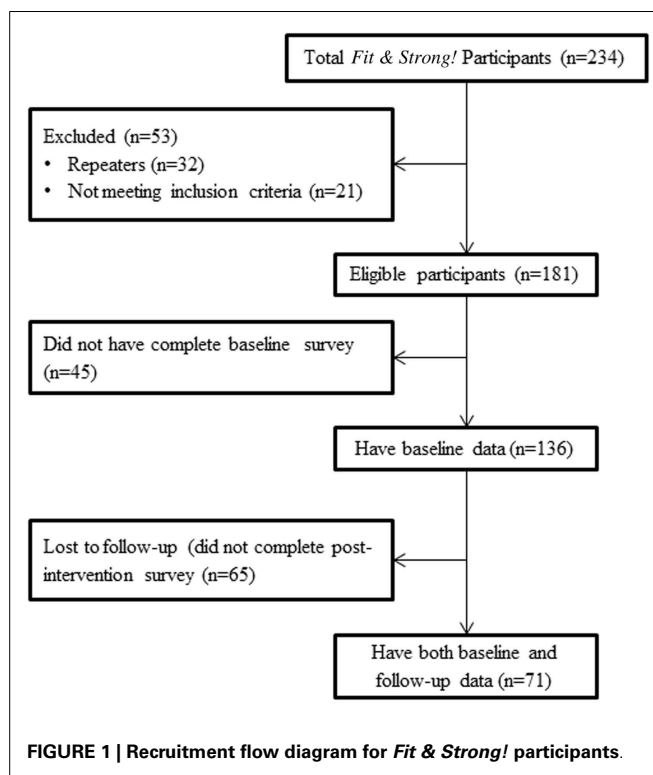 Total Fit & Strong! Participants (n=234)
Excluded (n=53)
• Repeaters (n=32)
• Not meeting inclusion criteria (n=21)
Eligible participants (n=181)
Did not have complete baseline survey
(n=45)
Have baseline data (n=136)
Lost to follow-up (did not complete post-
intervention survey (n=65)
Have both baseline and
follow-up data (n=71)
FIGURE 1 | Recruitment flow diagram for Fit & Strong! participants.